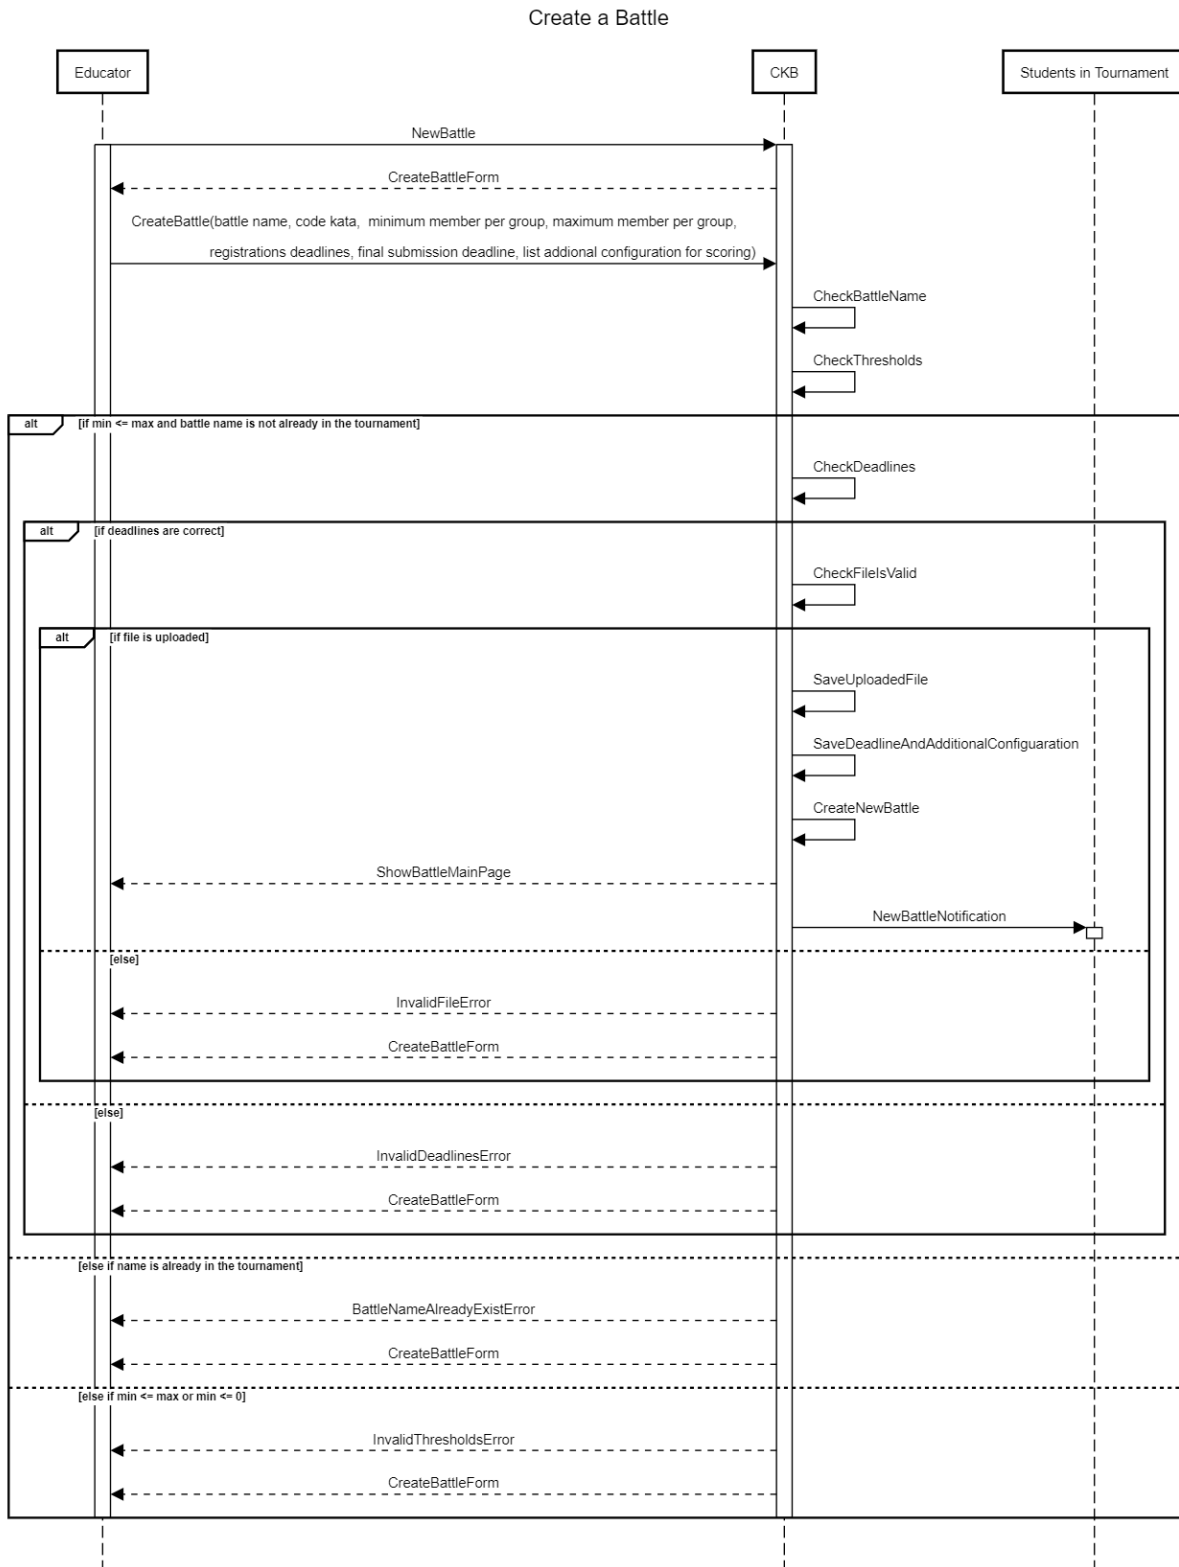 Create a Battle
Educator
CKB
Students in Tournament
NewBattle
CreateBattleForm
CreateBattle(battle name, code kata,  minimum member per group, maximum member per group,
registrations deadlines, final submission deadline, list addional configuration for scoring)
CheckBattleName
CheckThresholds
alt
[if min <= max and battle name is not already in the tournament]
CheckDeadlines
alt
[if deadlines are correct]
CheckFileIsValid
alt
[if file is uploaded]
SaveUploadedFile
SaveDeadlineAndAdditionalConfiguaration
CreateNewBattle
ShowBattleMainPage
NewBattleNotification
[else]
InvalidFileError
CreateBattleForm
[else]
InvalidDeadlinesError
CreateBattleForm
[else if name is already in the tournament]
BattleNameAlreadyExistError
CreateBattleForm
[else if min <= max or min <= 0]
InvalidThresholdsError
CreateBattleForm